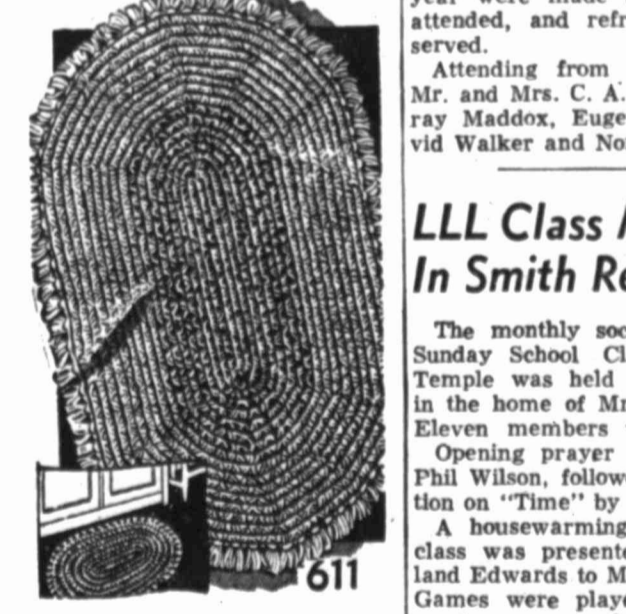 611
year were made
attended, and refr
served.
Attending from
Mr. and Mrs. C. A.
ray Maddox, Euge
vid Walker and No
LLL Class
In Smith Re
The monthly soc
Sunday School Cl
Temple was held
in the home of Mr
Eleven members
Opening prayer
Phil Wilson, follow
tion on "Time" by
A housewarming
class was presente
land Edwards to M
Games were playe